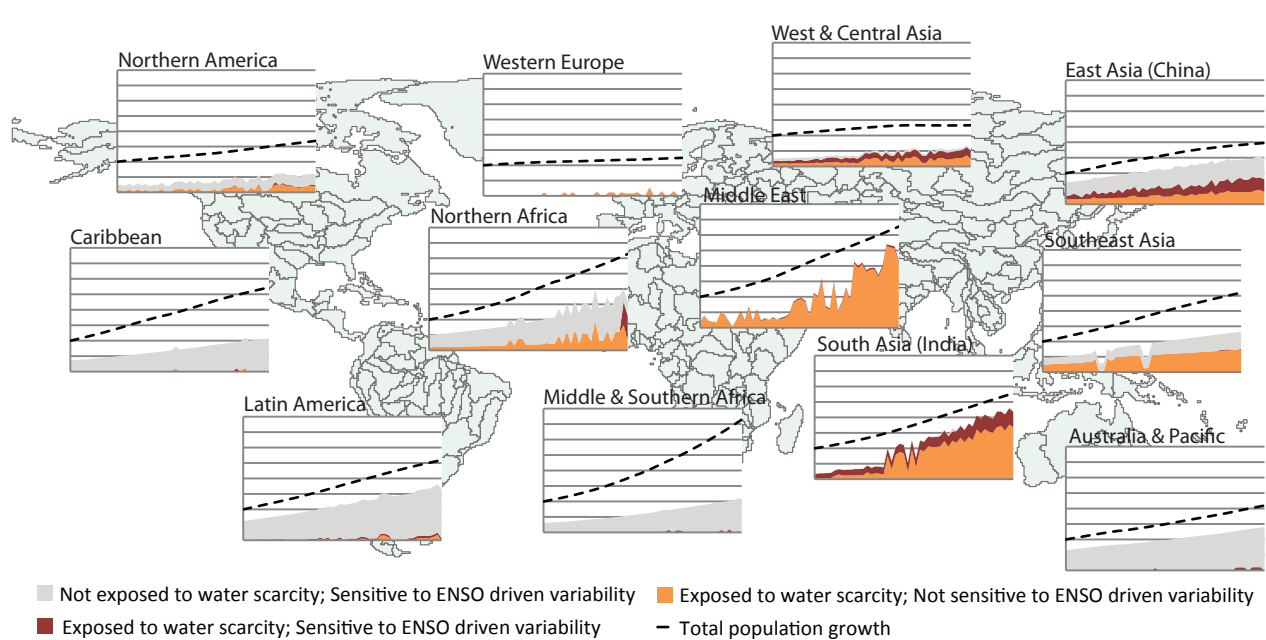 West & Central Asia
Northern America
Western Europe
East Asia (China)
Middle East
Northern Africa
Caribbean
Southeast Asia
South Asia (India)
Latin America
Middle & Southern Africa
Australia & Pacific
Not exposed to water scarcity; Sensitive to ENSO driven variability
Exposed to water scarcity; Not sensitive to ENSO driven variability
Exposed to water scarcity; Sensitive to ENSO driven variability
Total population growth